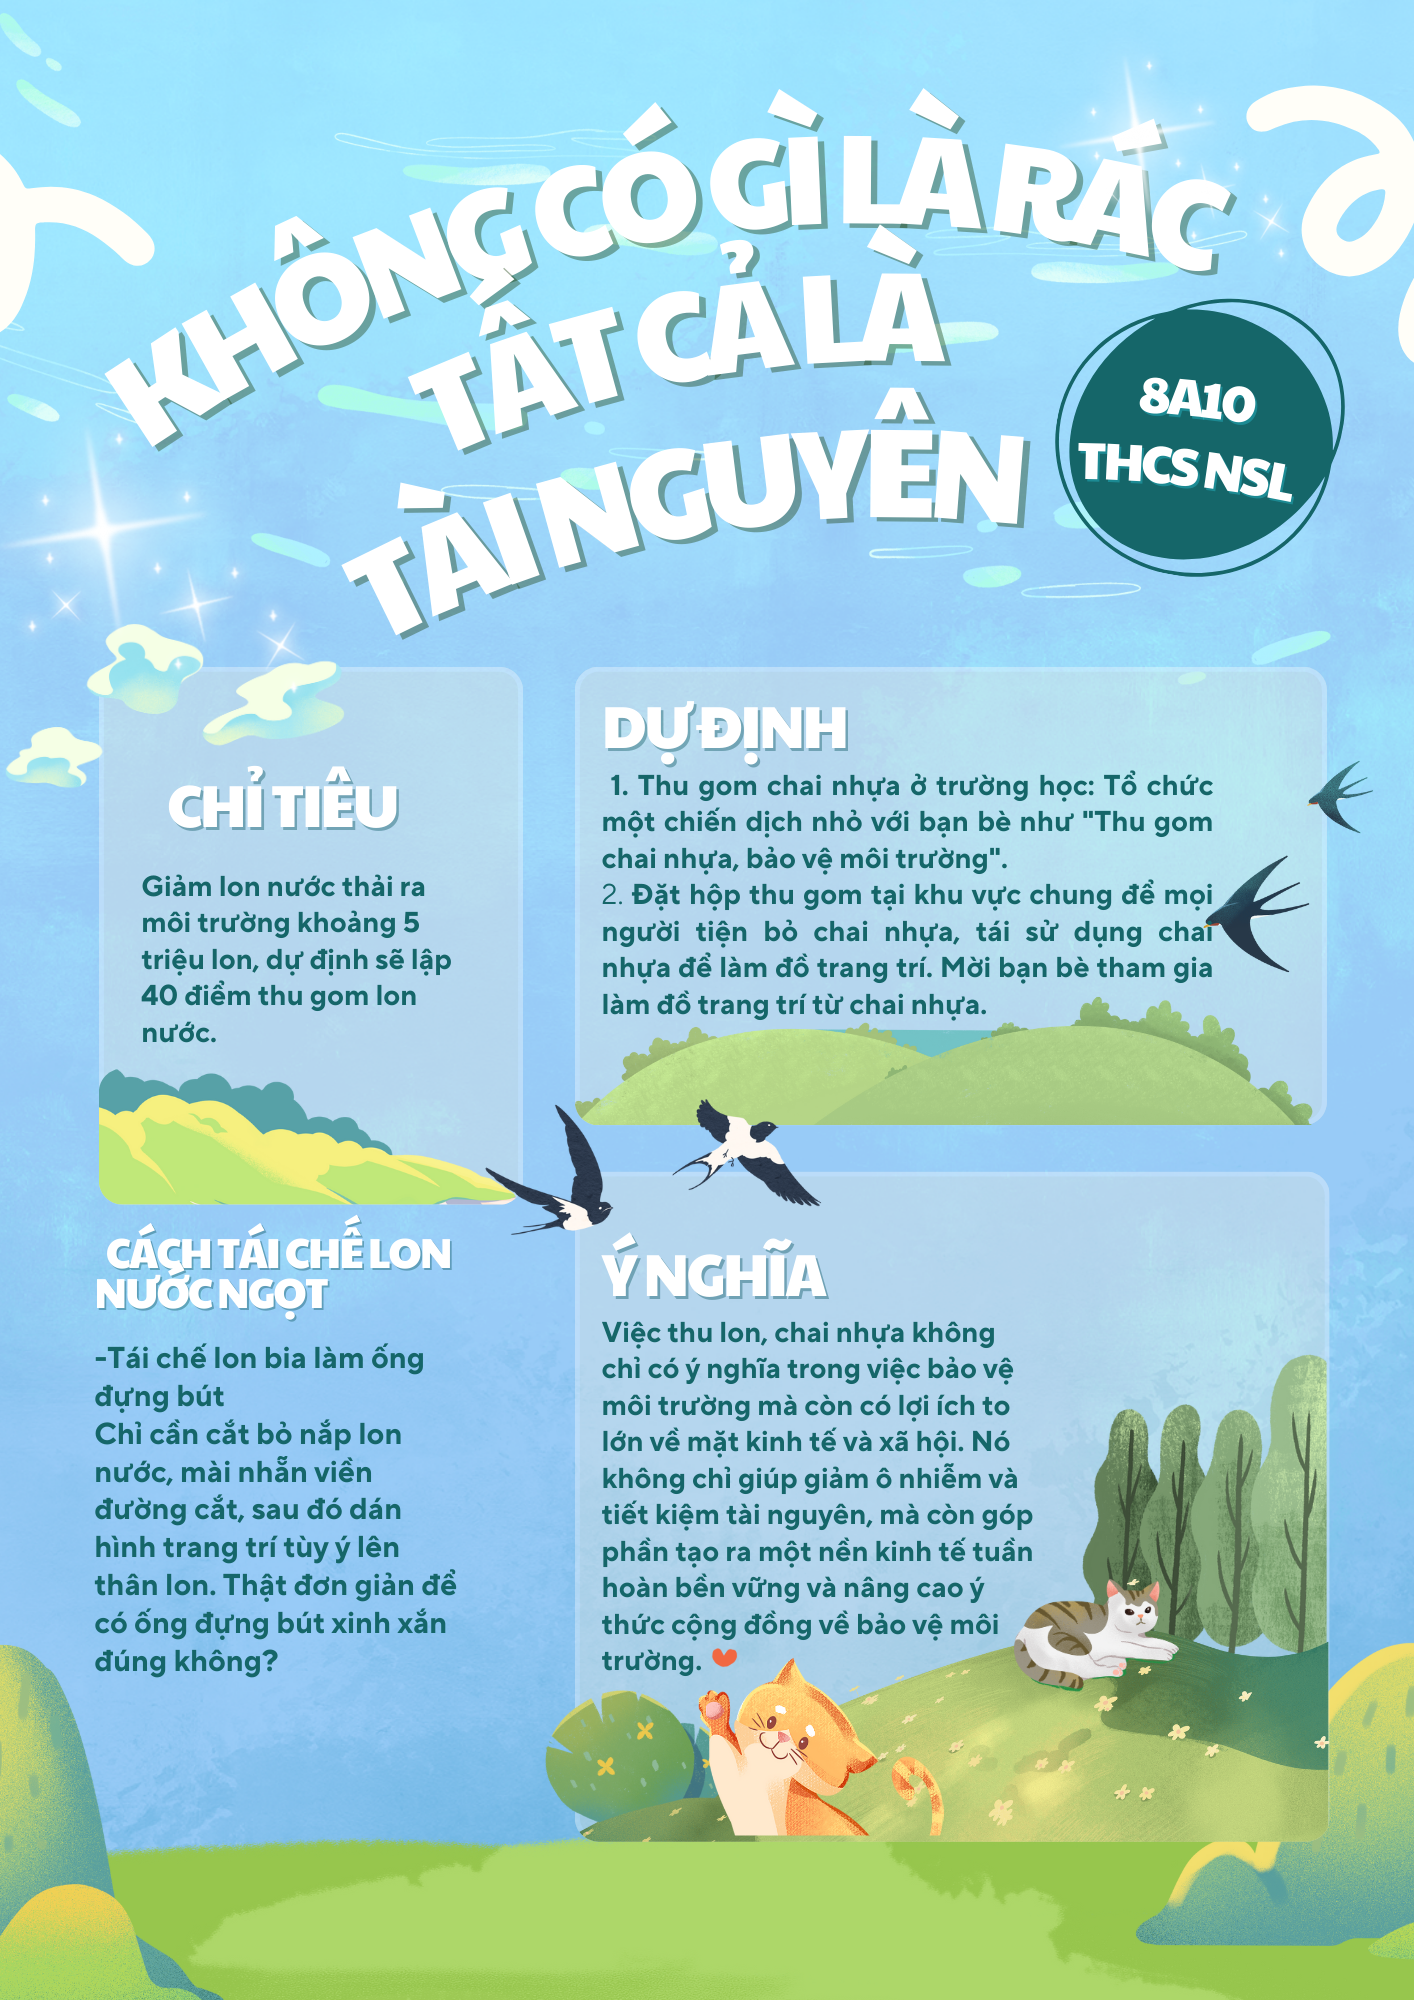 KHÔNG CÓ GÌ LÀ RÁC
TẤT CẢ LÀ
TÀI NGUYÊN
8A10
THCS NSL
CHỈ TIÊU
Giảm lon nước thải ra
môi trường khoảng 5
triệu lon, dự định sẽ lập
40 điểm thu gom lon
nước.
DỰ ĐỊNH
1. Thu gom chai nhựa ở trường học: Tổ chức
một chiến dịch nhỏ với bạn bè như "Thu gom
chai nhựa, bảo vệ môi trường".
2. Đặt hộp thu gom tại khu vực chung để mọi
người tiện bỏ chai nhựa, tái sử dụng chai
nhựa để làm đồ trang trí. Mời bạn bè tham gia
làm đồ trang trí từ chai nhựa.
CÁCH TÁI CHẾ LON
NƯỚC NGỌT
-Tái chế lon bia làm ống
đựng bút
Chỉ cần cắt bỏ nắp lon
nước, mài nhẵn viền
đường cắt, sau đó dán
hình trang trí tùy ý lên
thân lon. Thật đơn giản để
có ống đựng bút xinh xắn
đúng không?
Ý NGHĨA
Việc thu lon, chai nhựa không
chỉ có ý nghĩa trong việc bảo vệ
môi trường mà còn có lợi ích to
lớn về mặt kinh tế và xã hội. Nó
không chỉ giúp giảm ô nhiễm và
tiết kiệm tài nguyên, mà còn góp
phần tạo ra một nền kinh tế tuần
hoàn bền vững và nâng cao ý
thức cộng đồng về bảo vệ môi
trường.